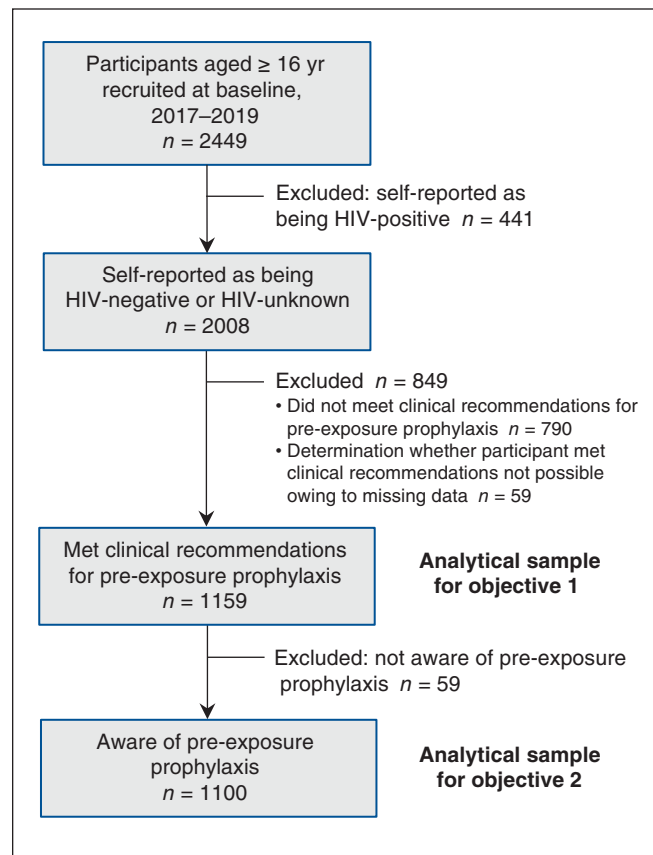 Participants aged ≥ 16 yr
recruited at baseline,
2017–2019
n = 2449
Excluded: self-reported as
being HIV-positive n = 441
Self-reported as being
HIV-negative or HIV-unknown
n = 2008
Excluded n = 849
• Did not meet clinical recommendations for
pre-exposure prophylaxis n = 790
• Determination whether participant met
clinical recommendations not possible
owing to missing data n = 59
Met clinical recommendations
for pre-exposure prophylaxis
n = 1159
Analytical sample
for objective 1
Excluded: not aware of pre-exposure
prophylaxis n = 59
Aware of pre-exposure
prophylaxis
n = 1100
Analytical sample
for objective 2